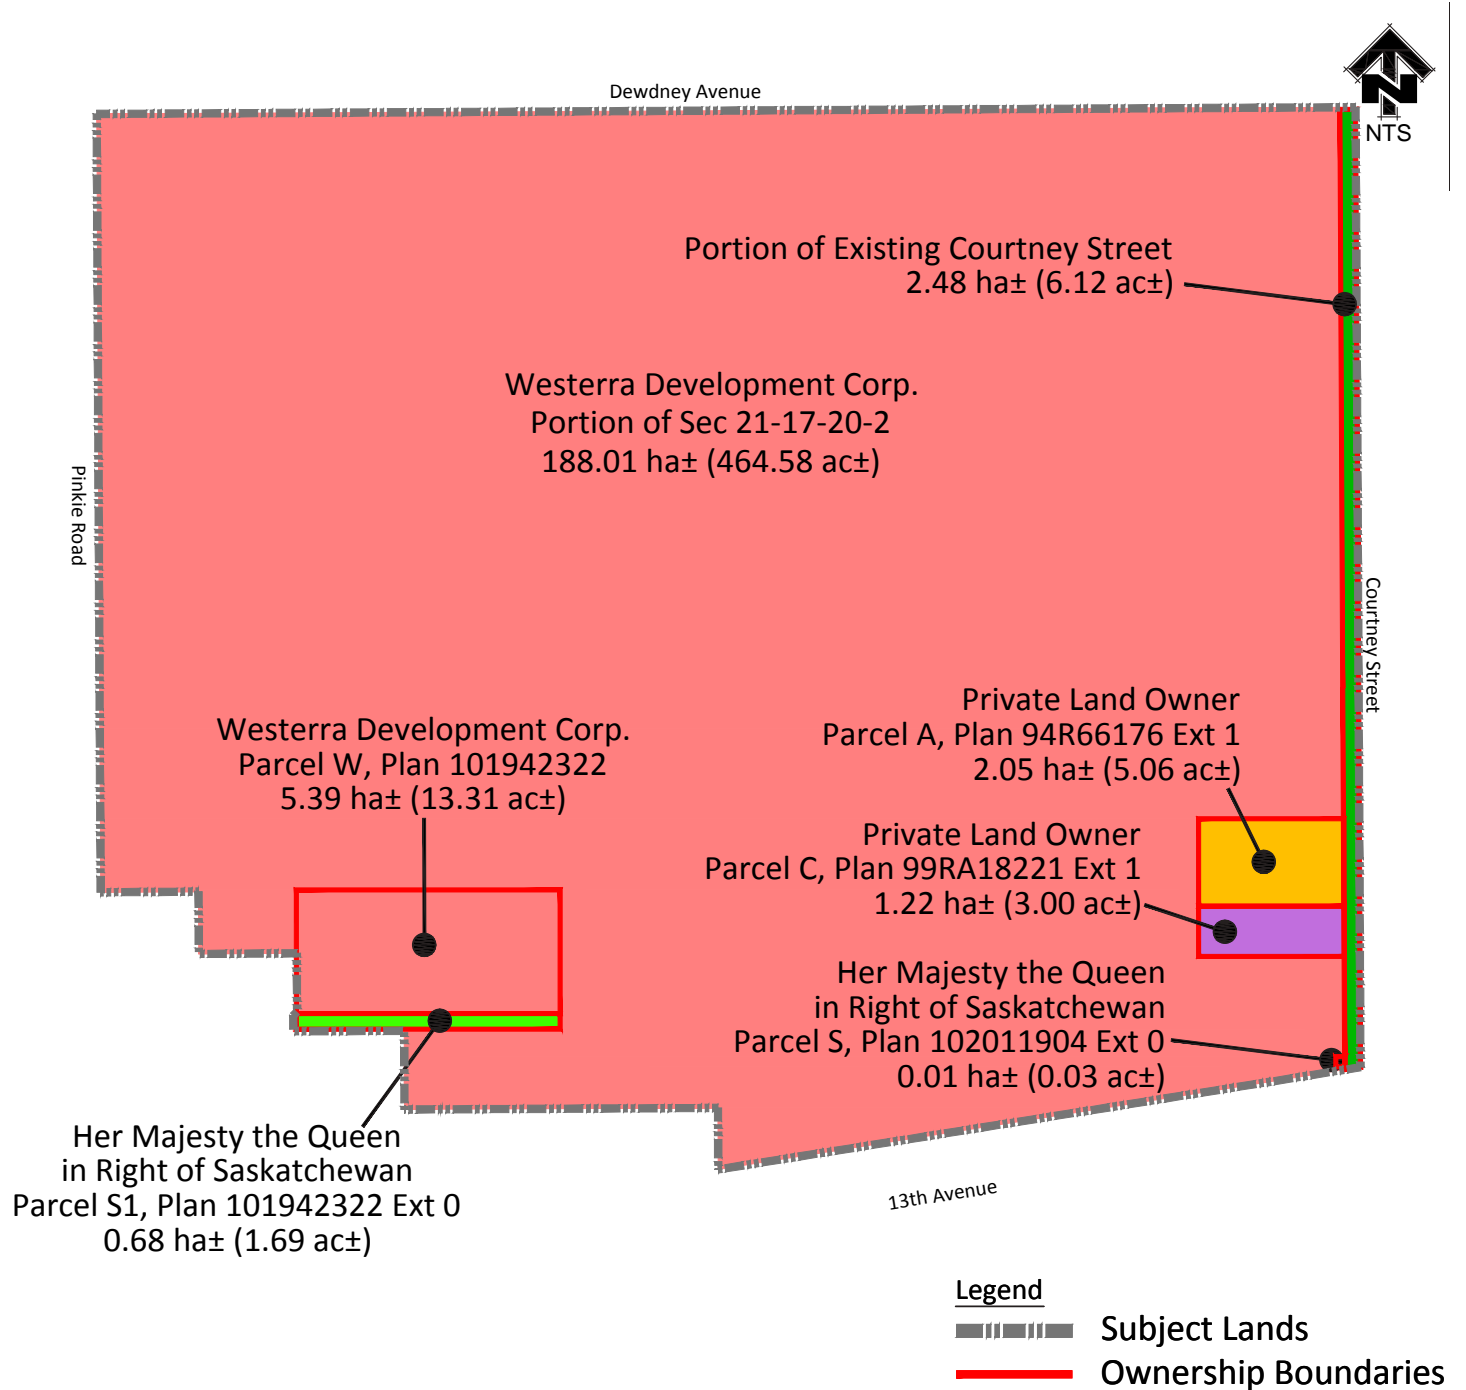 Dewdney Avenue
NTS
Portion of Existing Courtney Street
2.48 ha± (6.12 ac±)
Westerra Development Corp.
Portion of Sec 21-17-20-2
188.01 ha± (464.58 ac±)
Pinkie Road
Courtney Street
Private Land Owner
Parcel A, Plan 94R66176 Ext 1
2.05 ha± (5.06 ac±)
Westerra Development Corp.
Parcel W, Plan 101942322
5.39 ha± (13.31 ac±)
Private Land Owner
Parcel C, Plan 99RA18221 Ext 1
1.22 ha± (3.00 ac±)
Her Majesty the Queen
in Right of Saskatchewan
Parcel S, Plan 102011904 Ext 0
0.01 ha± (0.03 ac±)
Her Majesty the Queen
in Right of Saskatchewan
Parcel S1, Plan 101942322 Ext 0
0.68 ha± (1.69 ac±)
13th Avenue
Legend
Subject Lands
Ownership Boundaries